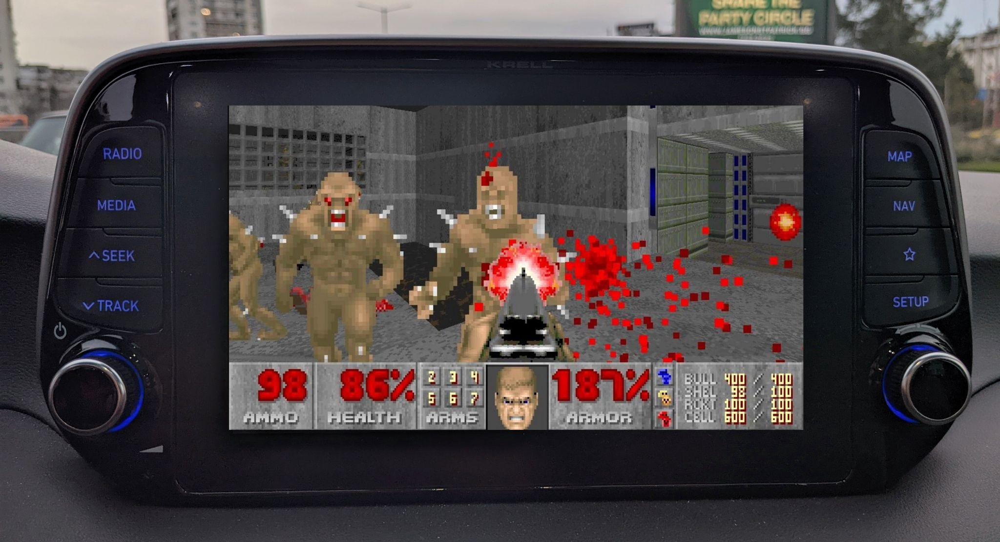 SHARE THE
PARTY CIRCLE
KRELL
RADIO
MEDIA
SEEK
TRACK
MAP
NAV
SETUP
98
AMMO
86%
HEALTH
2 3 4
5 6 7
ARMS
187%
ARMOR
BULL 400 / 400
SHEL 98 / 100
RCKT 100 / 100
CELL 600 / 600